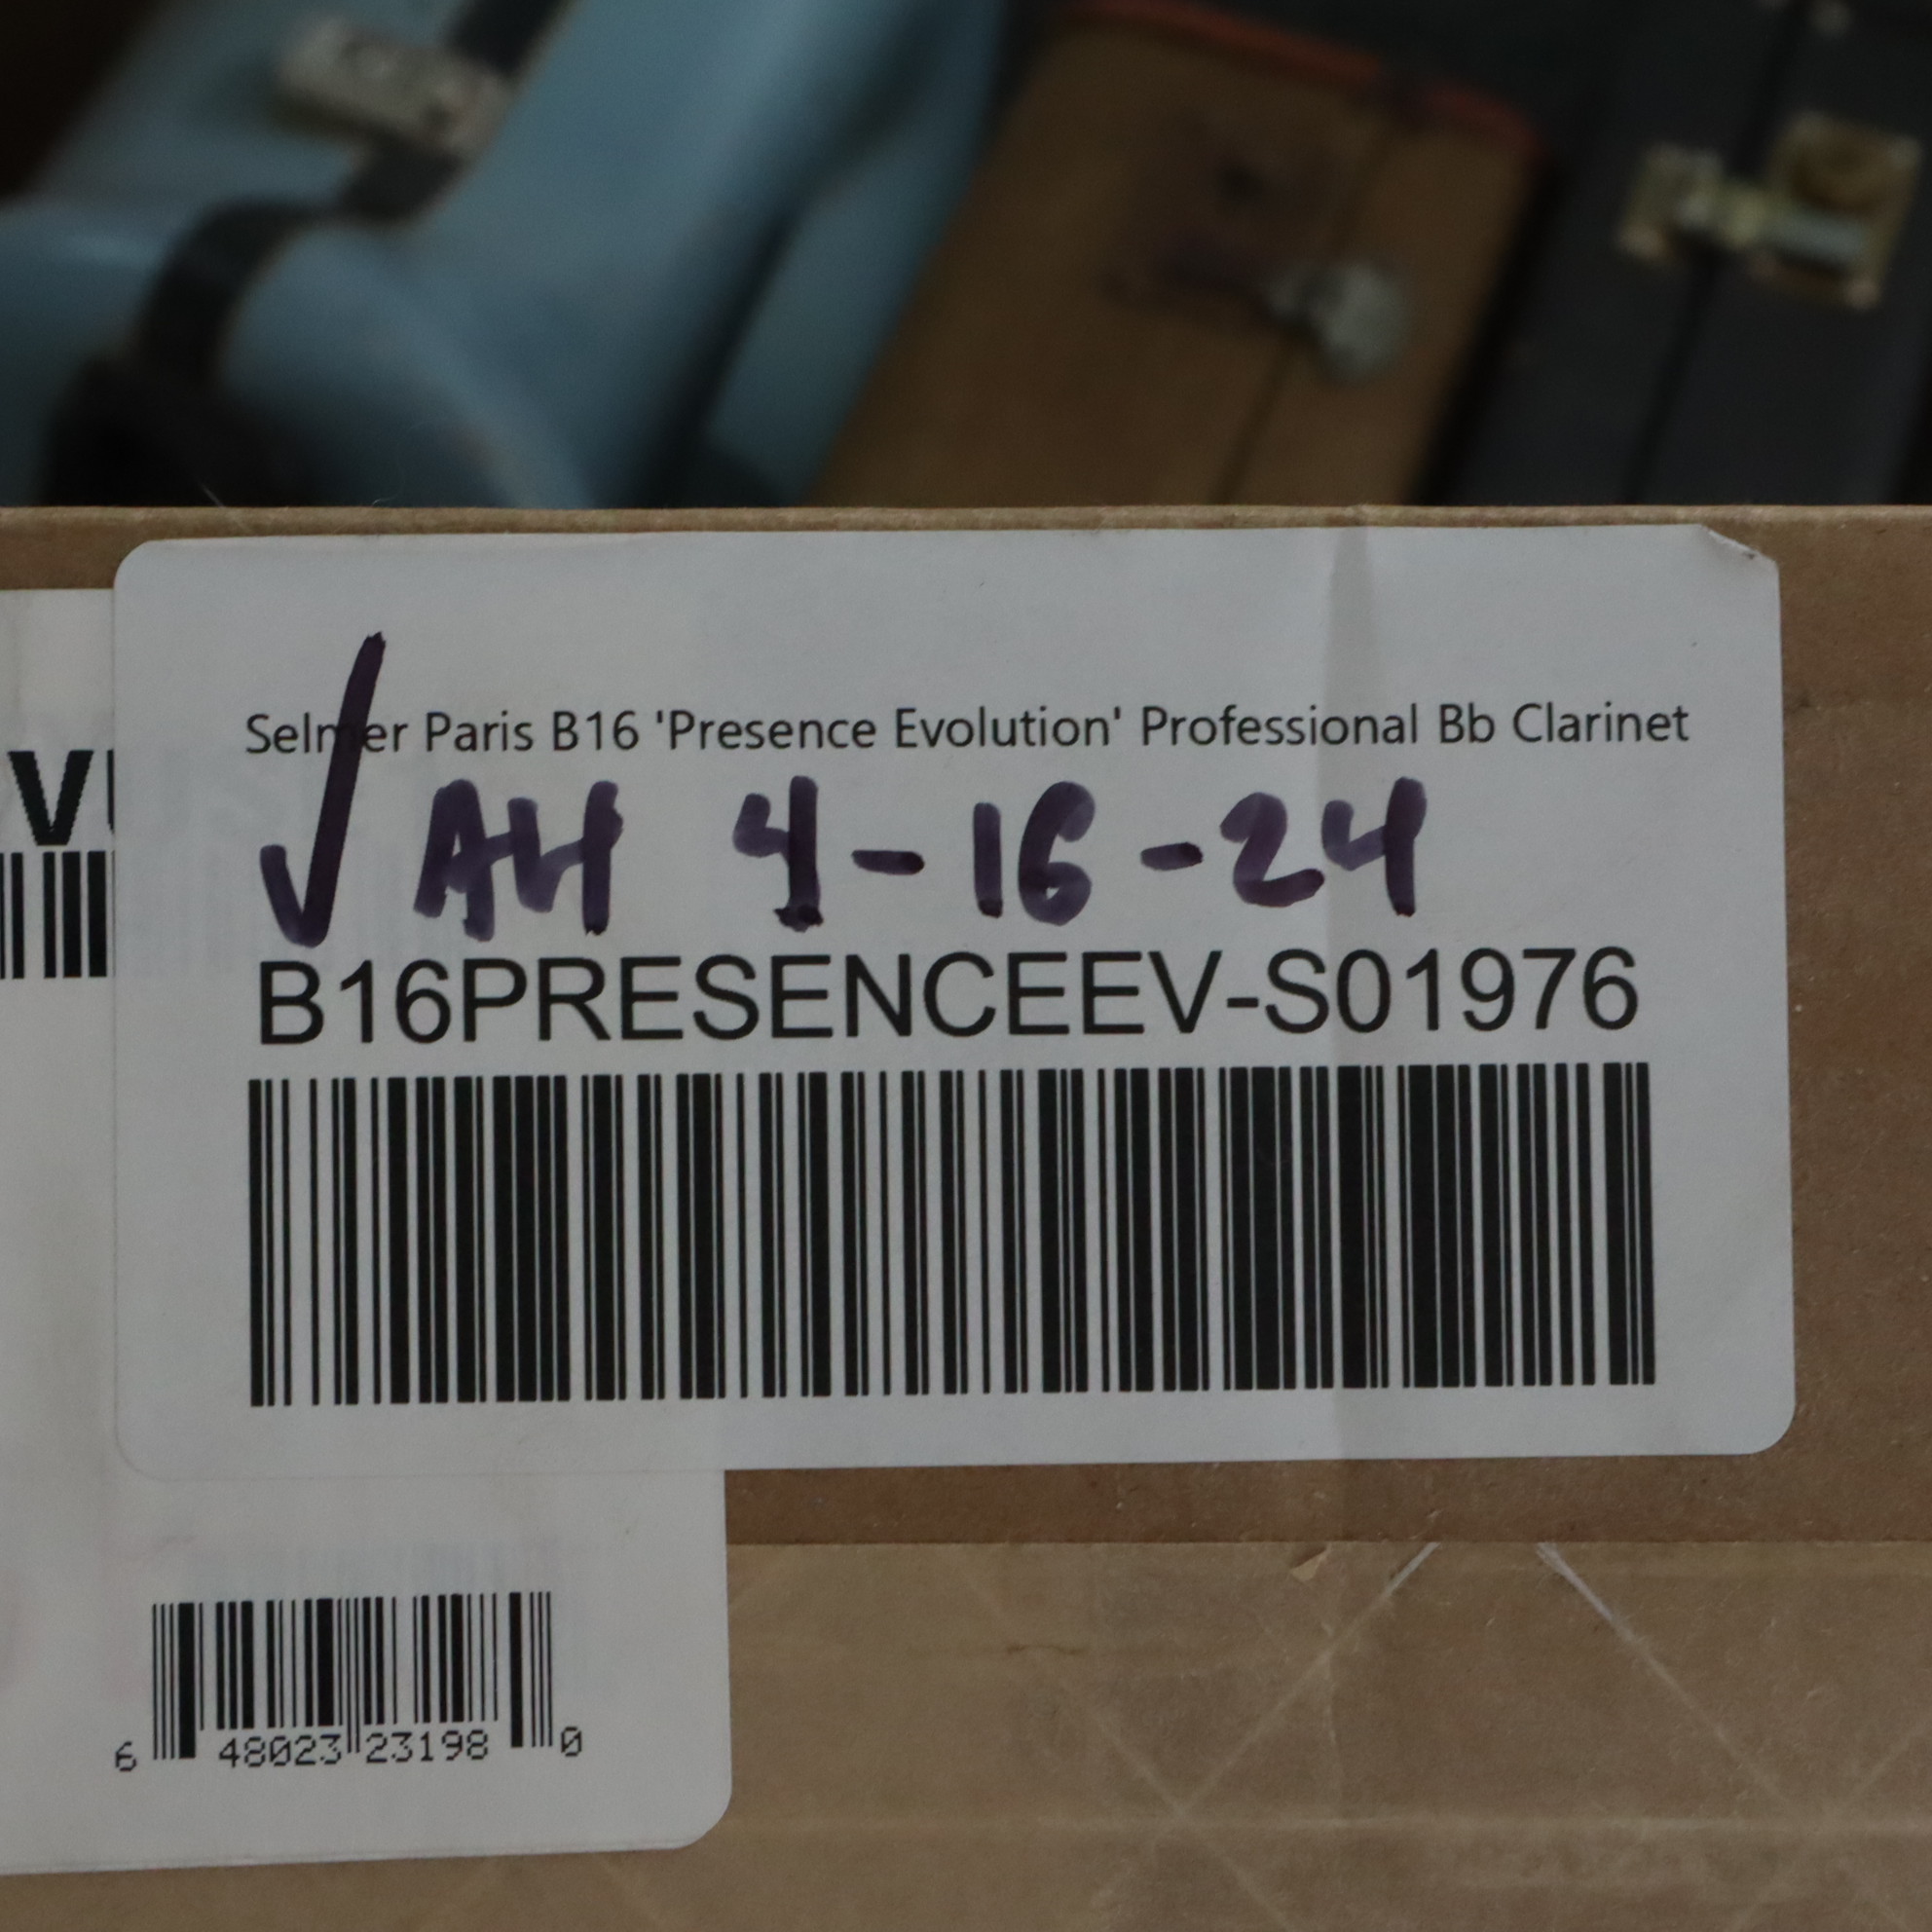 Selmer Paris B16 'Presence Evolution' Professional Bb Clarinet
✓ AH 4-16-24
B16PRESENCEEV-S01976
6 48023 23198 0